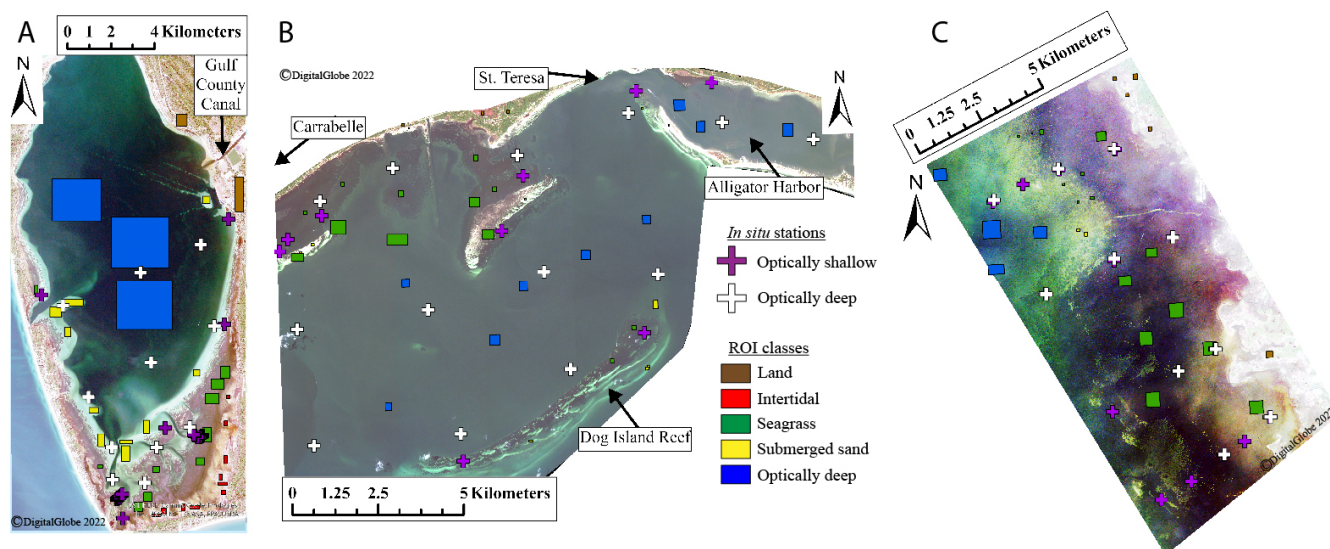 A
0 1 2 4 Kilometers
N
Gulf
County
Canal
©DigitalGlobe 2022
B
©DigitalGlobe 2022
St. Teresa
N
Carrabelle
Alligator Harbor
Dog Island Reef
0 1.25 2.5 5 Kilometers
In situ stations
Optically shallow
Optically deep
ROI classes
Land
Intertidal
Seagrass
Submerged sand
Optically deep
C
0 1.25 2.5 5 Kilometers
N
©DigitalGlobe 2022